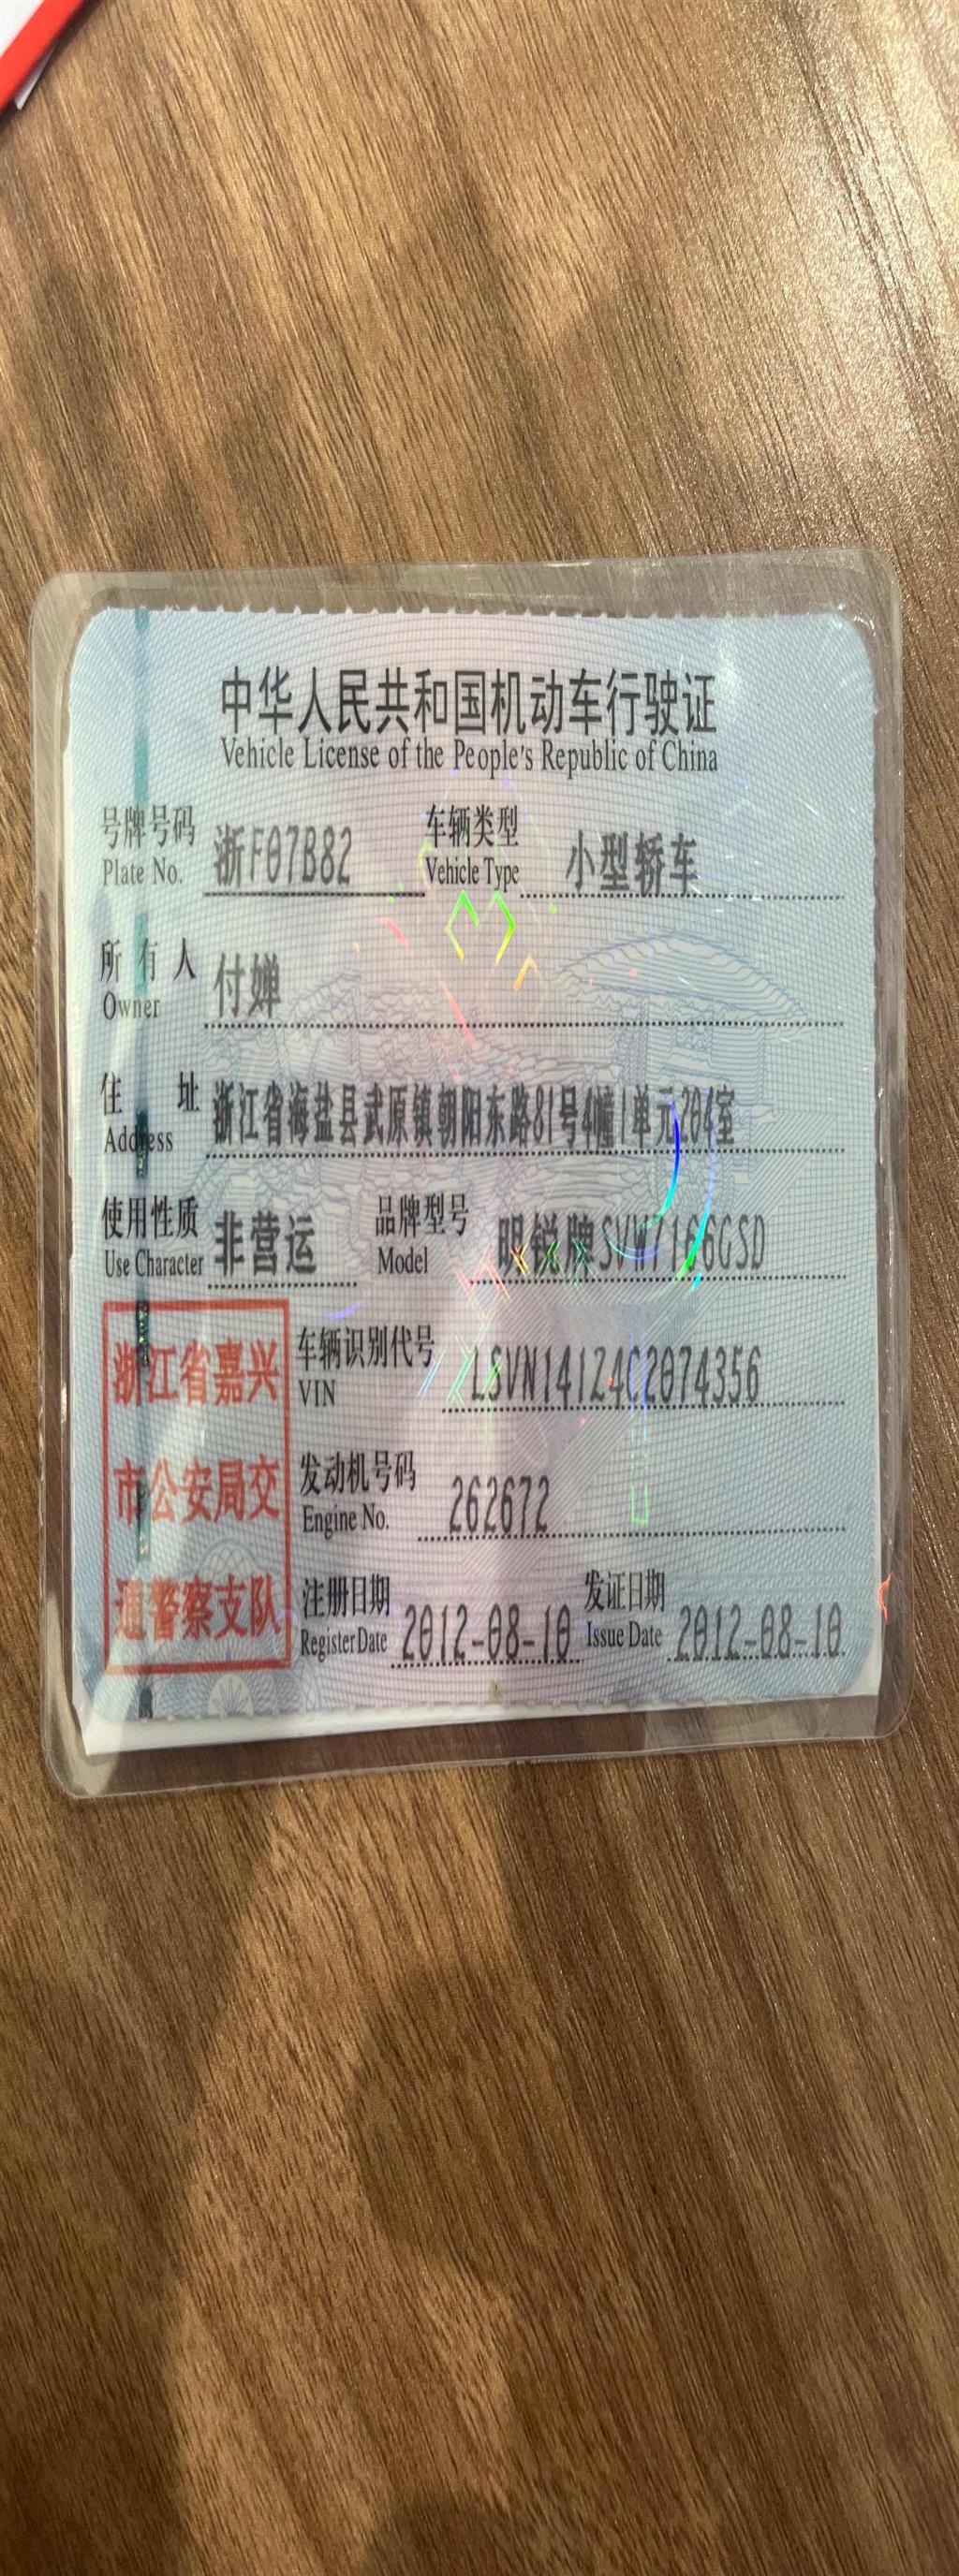 中华人民共和国机动车行驶证
Vehicle License of the People's Republic of China
号牌号码 浙F07B82 车辆类型 小型轿车
Plate No. Vehicle Type
所有人 付婵
Owner
住址 浙江省海盐县武原镇朝阳东路81号4幢1单元204室
Address
使用性质 非营运 品牌型号 明锐牌SVW7166GSD
Use Character Model
浙江省嘉兴
市公安局交
通警察支队
车辆识别代号 LSVN141Z4C2074356
VIN
发动机号码 262672
Engine No.
注册日期 2012-08-10 发证日期 2012-08-10
Register Date Issue Date